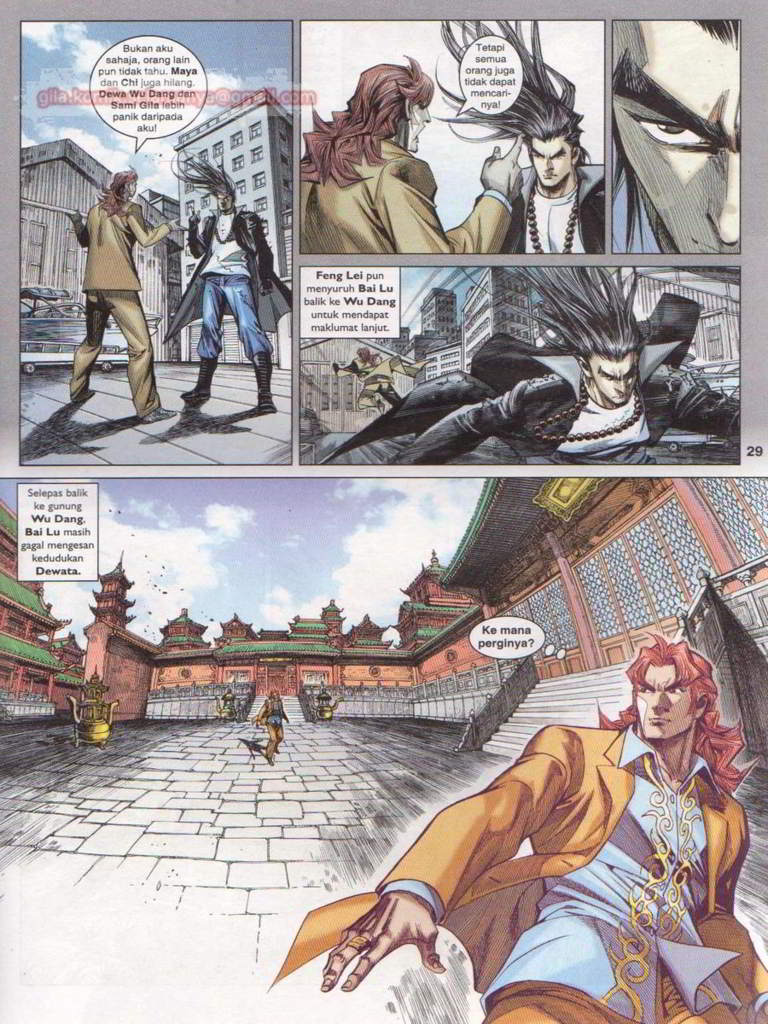 Bukan aku
sahaja, orang lain
pun tidak tahu. Maya
dan Chi juga hilang.
Dewa Wu Dang dan
Sami Gila lebih
panik daripada
aku!
Tetapi
semua
orang juga
tidak dapat
mencari-
nya!
Feng Lei pun
menyuruh Bai Lu
balik ke Wu Dang
untuk mendapat
maklumat lanjut.
29
Selepas balik
ke gunung
Wu Dang,
Bai Lu masih
gagal mengesan
kedudukan
Dewata.
Ke mana
perginya?